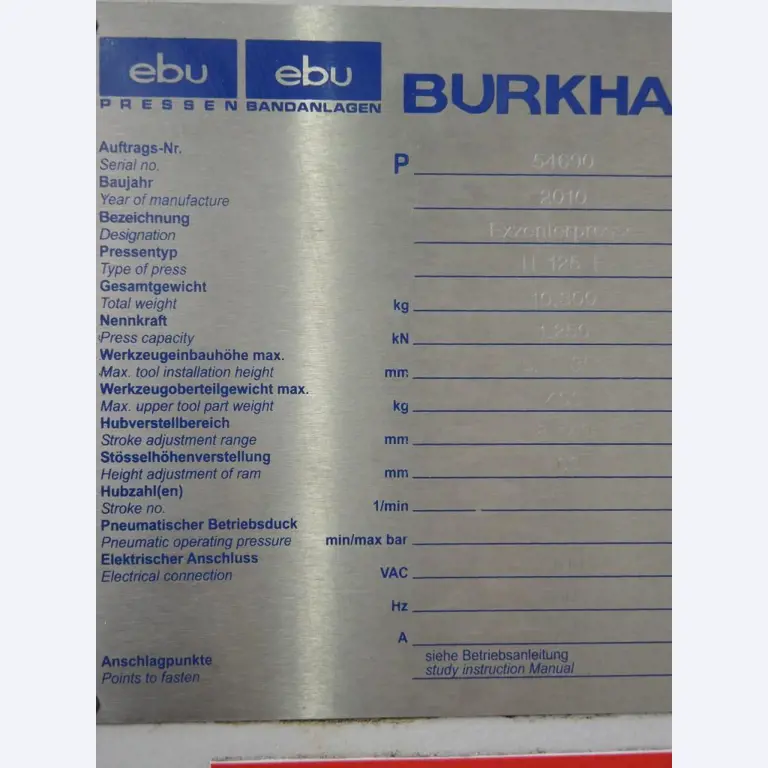 ebu ebu BURKHA
PRESSEN BANDANLAGEN
Auftrags-Nr. P 54690
Serial no.
Baujahr 2010
Year of manufacture
Bezeichnung Exzenterpresse
Designation
Pressentyp
Type of press
Gesamtgewicht
Total weight kg
Nennkraft
Press capacity kN 1.250
Werkzeugeinbauhöhe max.
Max. tool installation height mm
Werkzeugoberteilgewicht max.
Max. upper tool part weight kg
Hubverstellbereich
Stroke adjustment range mm
Stösselhöhenverstellung
Height adjustment of ram mm
Hubzahl(en)
Stroke no. 1/min
Pneumatischer Betriebsduck
Pneumatic operating pressure min/max bar
Elektrischer Anschluss
Electrical connection VAC
Hz
A
siehe Betriebsanleitung
Anschlagpunkte study instruction Manual
Points to fasten